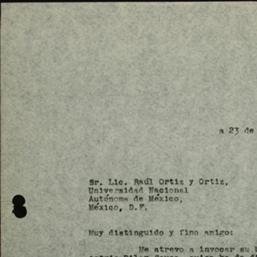 a 23 de
Sr. Lic. Raúl Ortiz y Ortiz,
Universidad Nacional
Autónoma de México,
México, D.F.
Muy distinguido y fino amigo:
Me atrevo a invocar su